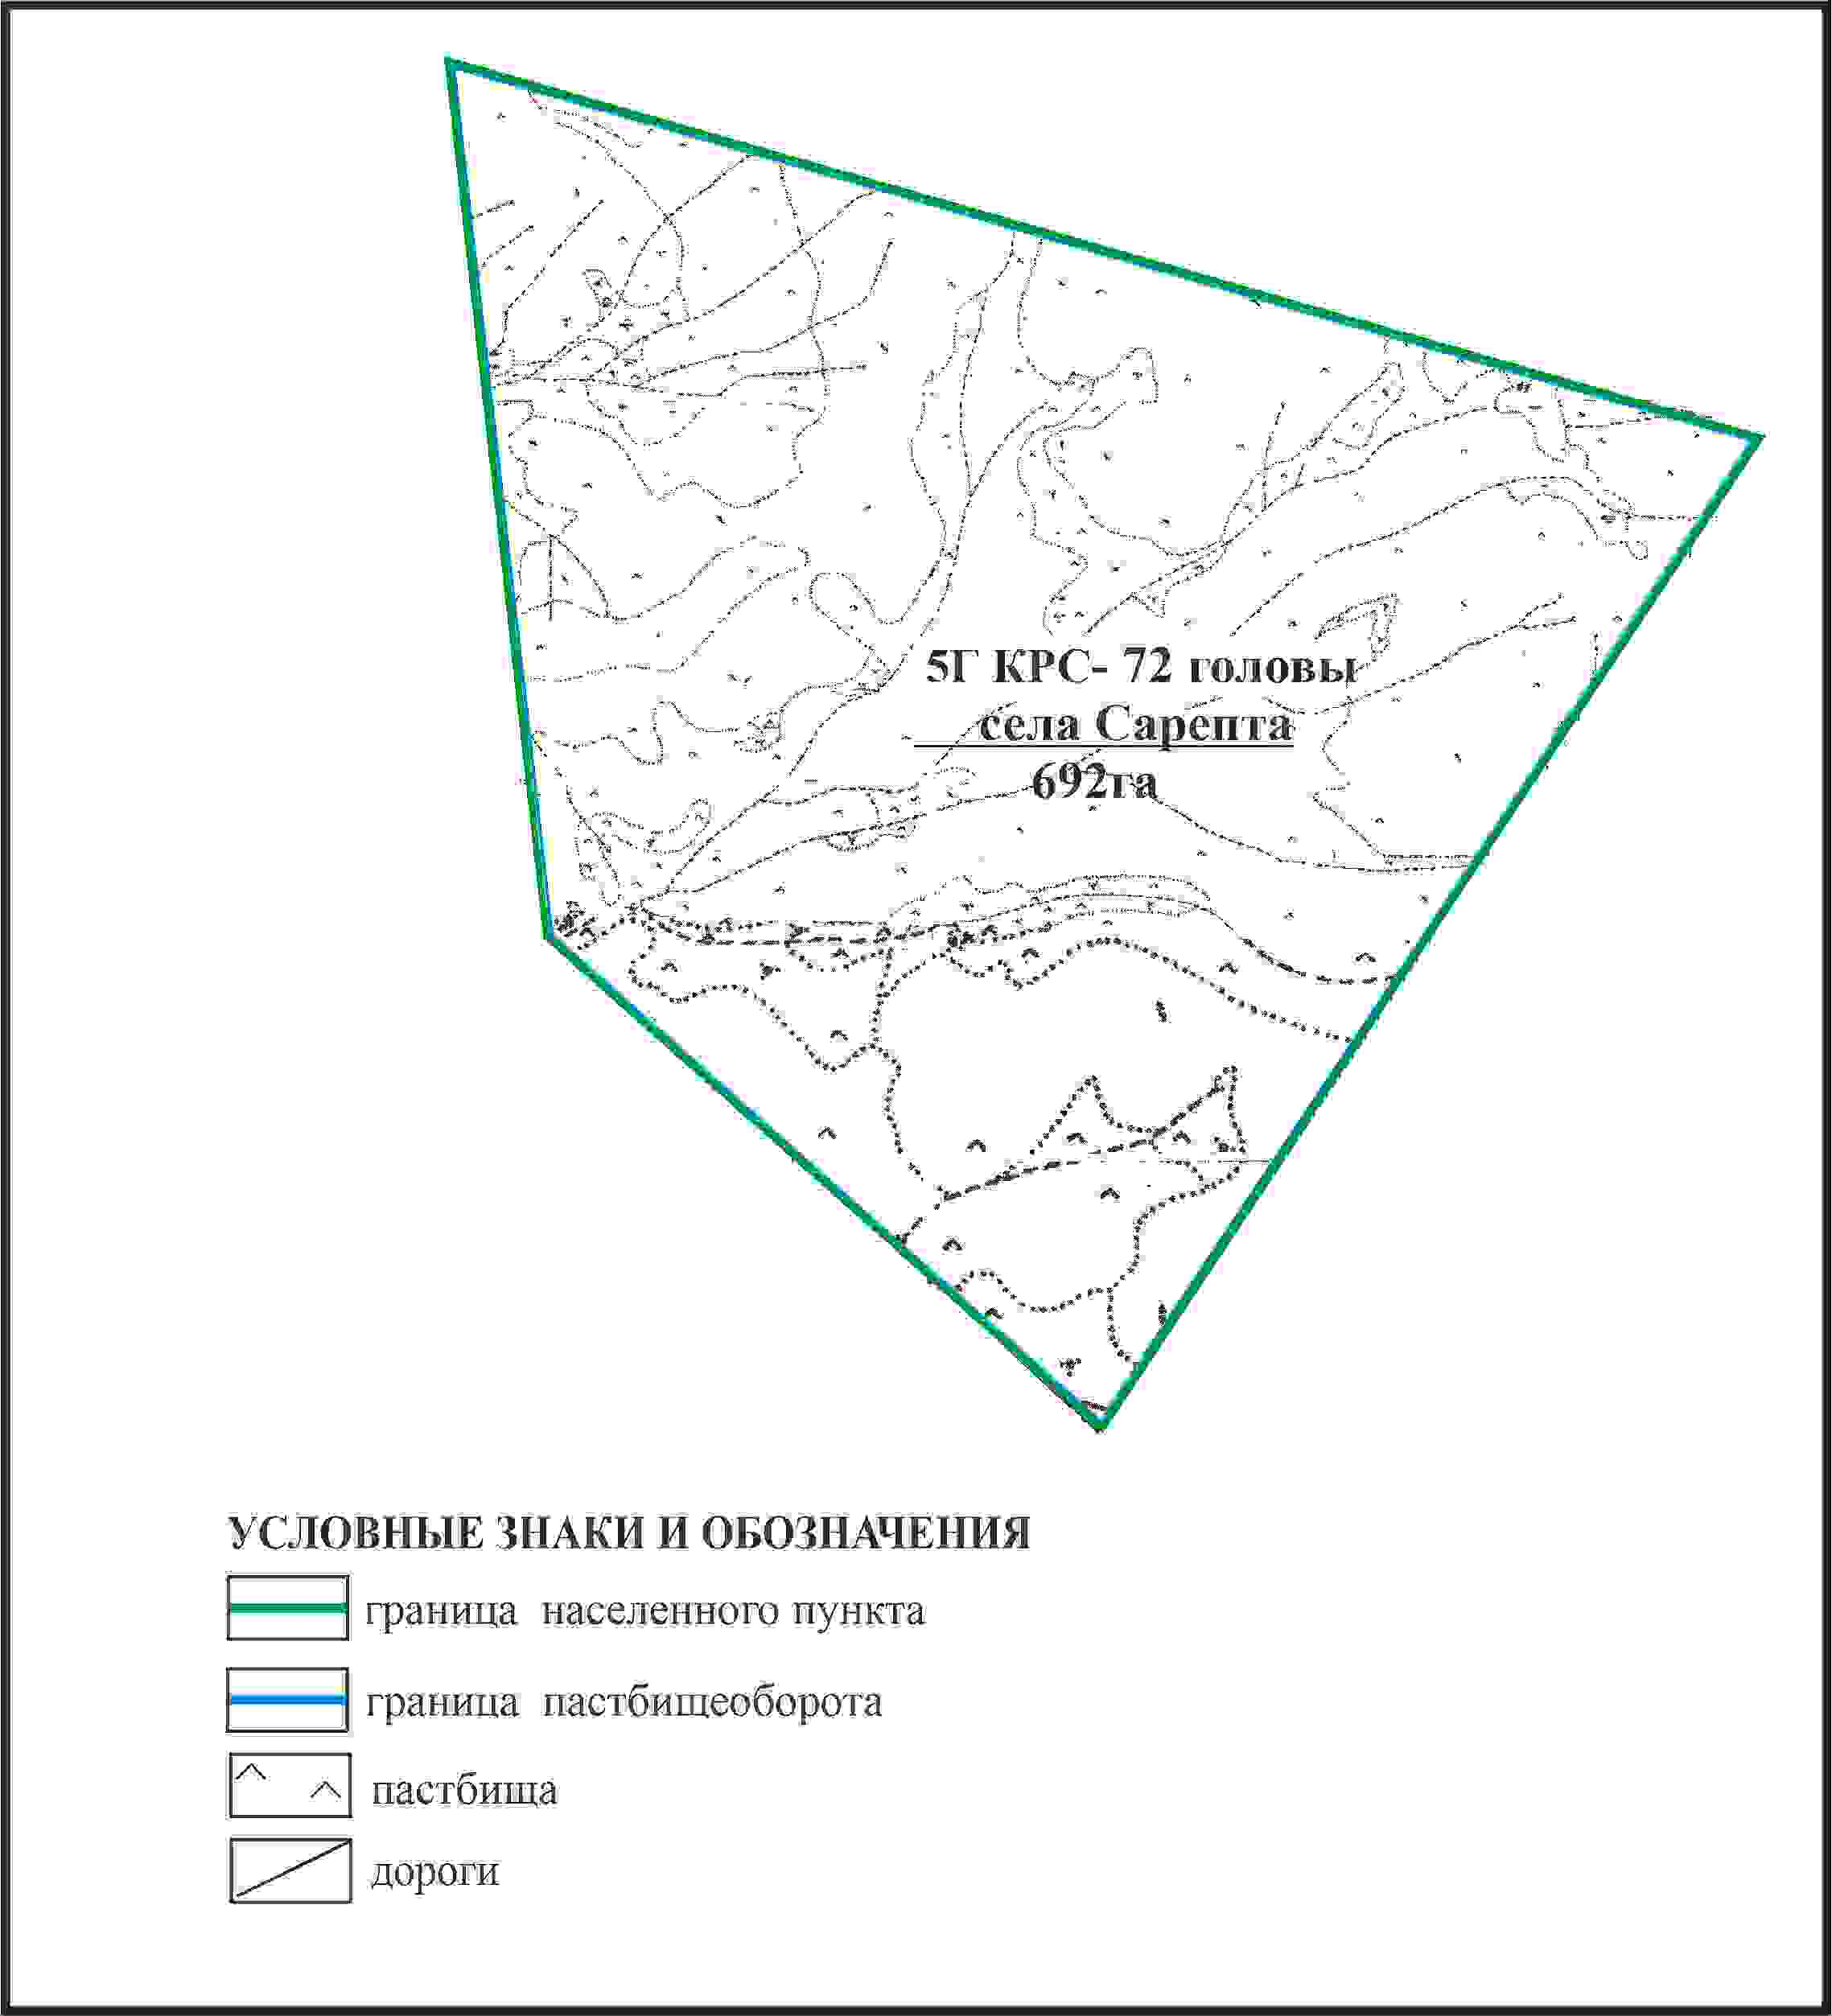 5Г КРС- 72 головы
села Сарепта
692га
УСЛОВНЫЕ ЗНАКИ И ОБОЗНАЧЕНИЯ
граница населенного пункта
граница пастбищеоборота
пастбища
дороги